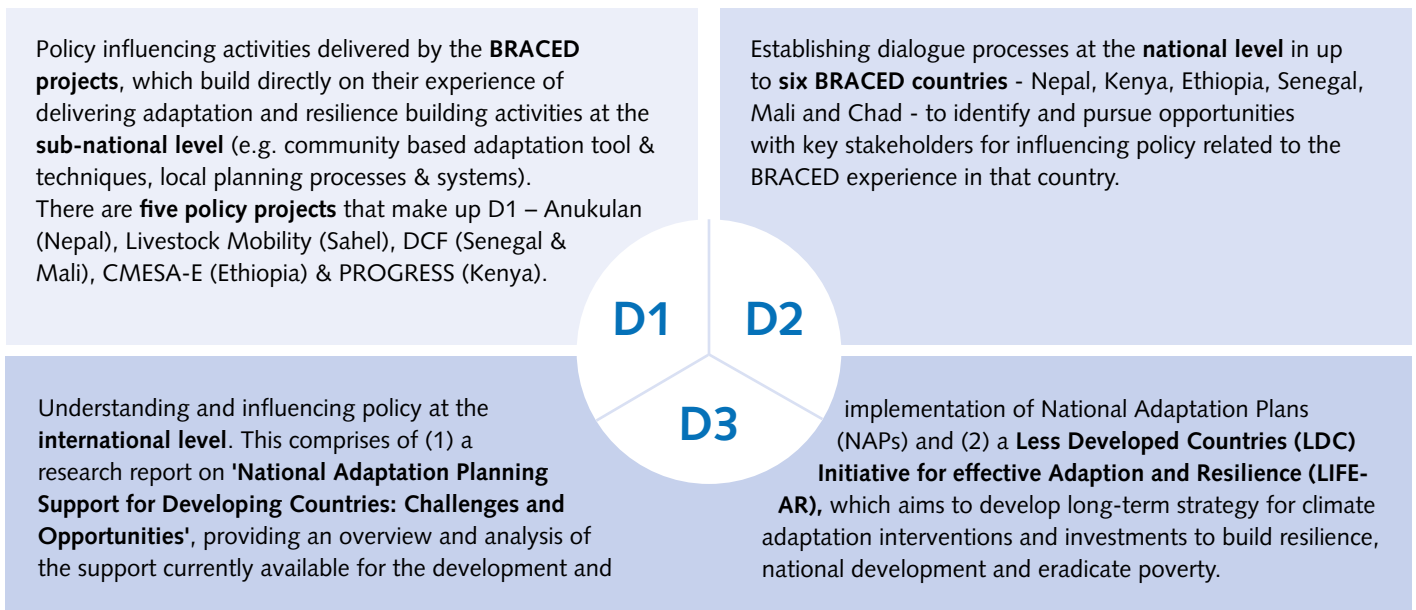 Policy influencing activities delivered by the BRACED
projects, which build directly on their experience of
delivering adaptation and resilience building activities at the
sub-national level (e.g. community based adaptation tool &
techniques, local planning processes & systems).
There are five policy projects that make up D1 – Anukulan
(Nepal), Livestock Mobility (Sahel), DCF (Senegal &
Mali), CMESA-E (Ethiopia) & PROGRESS (Kenya).
Establishing dialogue processes at the national level in up
to six BRACED countries - Nepal, Kenya, Ethiopia, Senegal,
Mali and Chad - to identify and pursue opportunities
with key stakeholders for influencing policy related to the
BRACED experience in that country.
D1
D2
D3
Understanding and influencing policy at the
international level. This comprises of (1) a
research report on 'National Adaptation Planning
Support for Developing Countries: Challenges and
Opportunities', providing an overview and analysis of
the support currently available for the development and
implementation of National Adaptation Plans
(NAPs) and (2) a Less Developed Countries (LDC)
Initiative for effective Adaption and Resilience (LIFE-
AR), which aims to develop long-term strategy for climate
adaptation interventions and investments to build resilience,
national development and eradicate poverty.